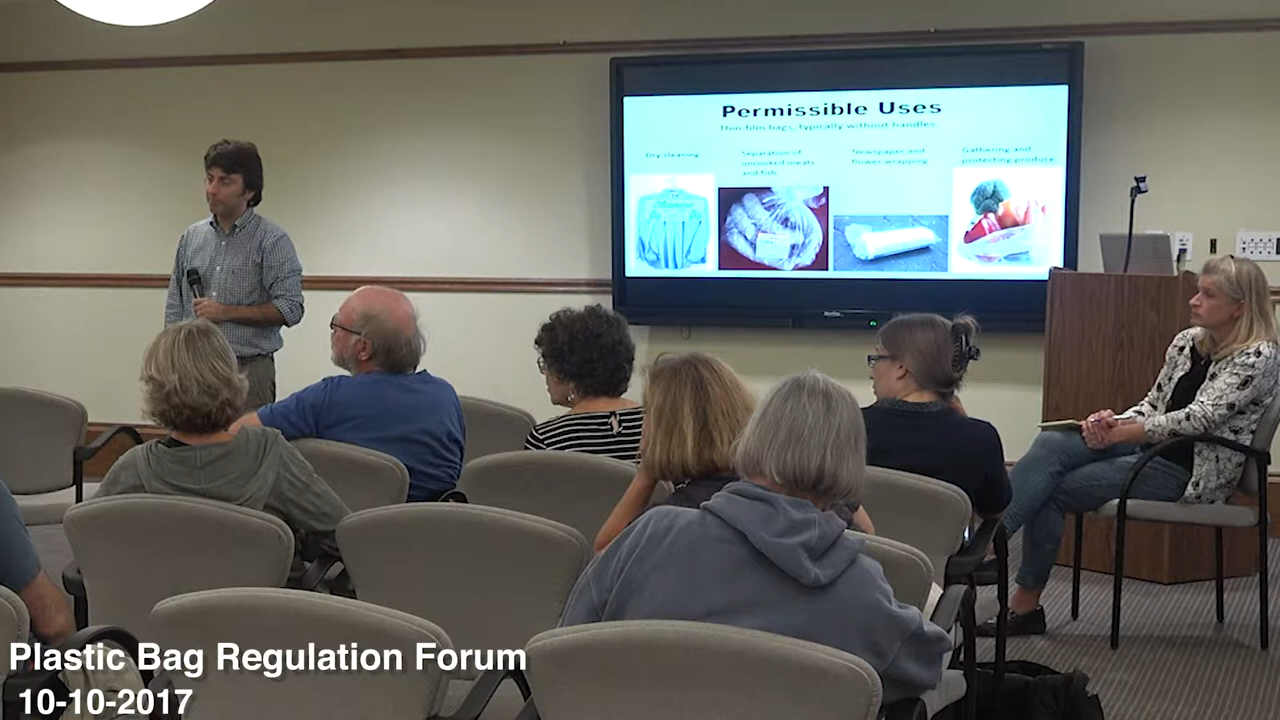 Permissible Uses
Thin film bags, typically without handles.
Dry cleaning
Separation of
uncooked meats
and fish
Newspaper and
flower wrapping
Gathering and
protecting produce
Plastic Bag Regulation Forum
10-10-2017